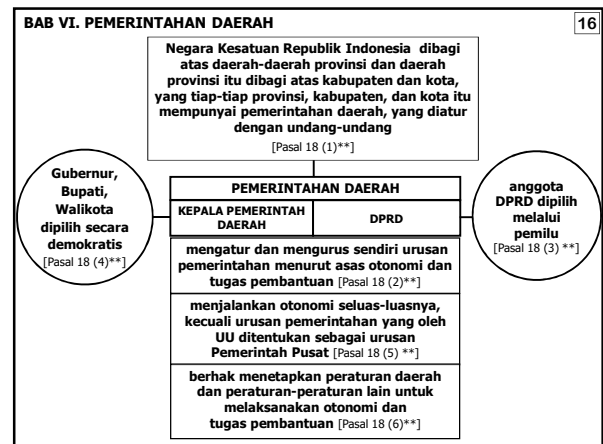 BAB VI. PEMERINTAHAN DAERAH
16
Negara Kesatuan Republik Indonesia dibagi
atas daerah-daerah provinsi dan daerah
provinsi itu dibagi atas kabupaten dan kota,
yang tiap-tiap provinsi, kabupaten, dan kota itu
mempunyai pemerintahan daerah, yang diatur
dengan undang-undang
[Pasal 18 (1)**]
Gubernur,
Bupati,
Walikota
dipilih secara
demokratis
[Pasal 18 (4)**]
PEMERINTAHAN DAERAH
KEPALA PEMERINTAH
DAERAH
DPRD
anggota
DPRD dipilih
melalui
pemilu
[Pasal 18 (3) **]
mengatur dan mengurus sendiri urusan
pemerintahan menurut asas otonomi dan
tugas pembantuan [Pasal 18 (2)**]
menjalankan otonomi seluas-luasnya,
kecuali urusan pemerintahan yang oleh
UU ditentukan sebagai urusan
Pemerintah Pusat [Pasal 18 (5) **]
berhak menetapkan peraturan daerah
dan peraturan-peraturan lain untuk
melaksanakan otonomi dan
tugas pembantuan [Pasal 18 (6)**]